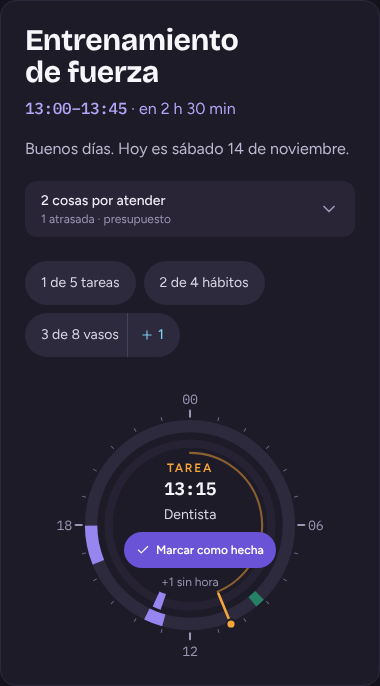 Entrenamiento
de fuerza
13:00–13:45 · en 2 h 30 min
Buenos días. Hoy es sábado 14 de noviembre.
2 cosas por atender
1 atrasada · presupuesto
1 de 5 tareas
2 de 4 hábitos
3 de 8 vasos
+ 1
00
TAREA
13:15
Dentista
18
06
Marcar como hecha
+1 sin hora
12